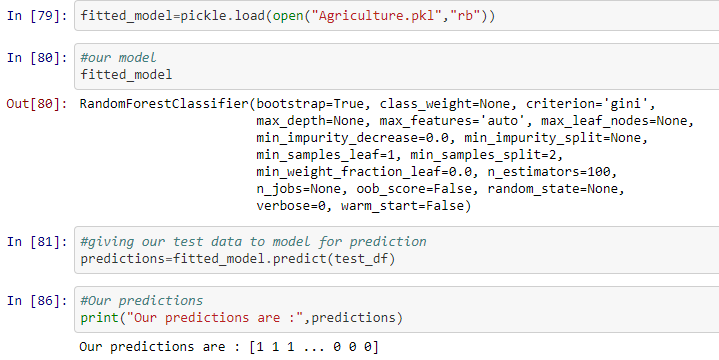 In [79]: fitted_model=pickle.load(open("Agriculture.pkl","rb"))
In [80]: #our model
fitted_model
Out[80]: RandomForestClassifier(bootstrap=True, class_weight=None, criterion='gini',
max_depth=None, max_features='auto', max_leaf_nodes=None,
min_impurity_decrease=0.0, min_impurity_split=None,
min_samples_leaf=1, min_samples_split=2,
min_weight_fraction_leaf=0.0, n_estimators=100,
n_jobs=None, oob_score=False, random_state=None,
verbose=0, warm_start=False)
In [81]: #giving our test data to model for prediction
predictions=fitted_model.predict(test_df)
In [86]: #Our predictions
print("Our predictions are :",predictions)
Our predictions are : [1 1 1 ... 0 0 0]